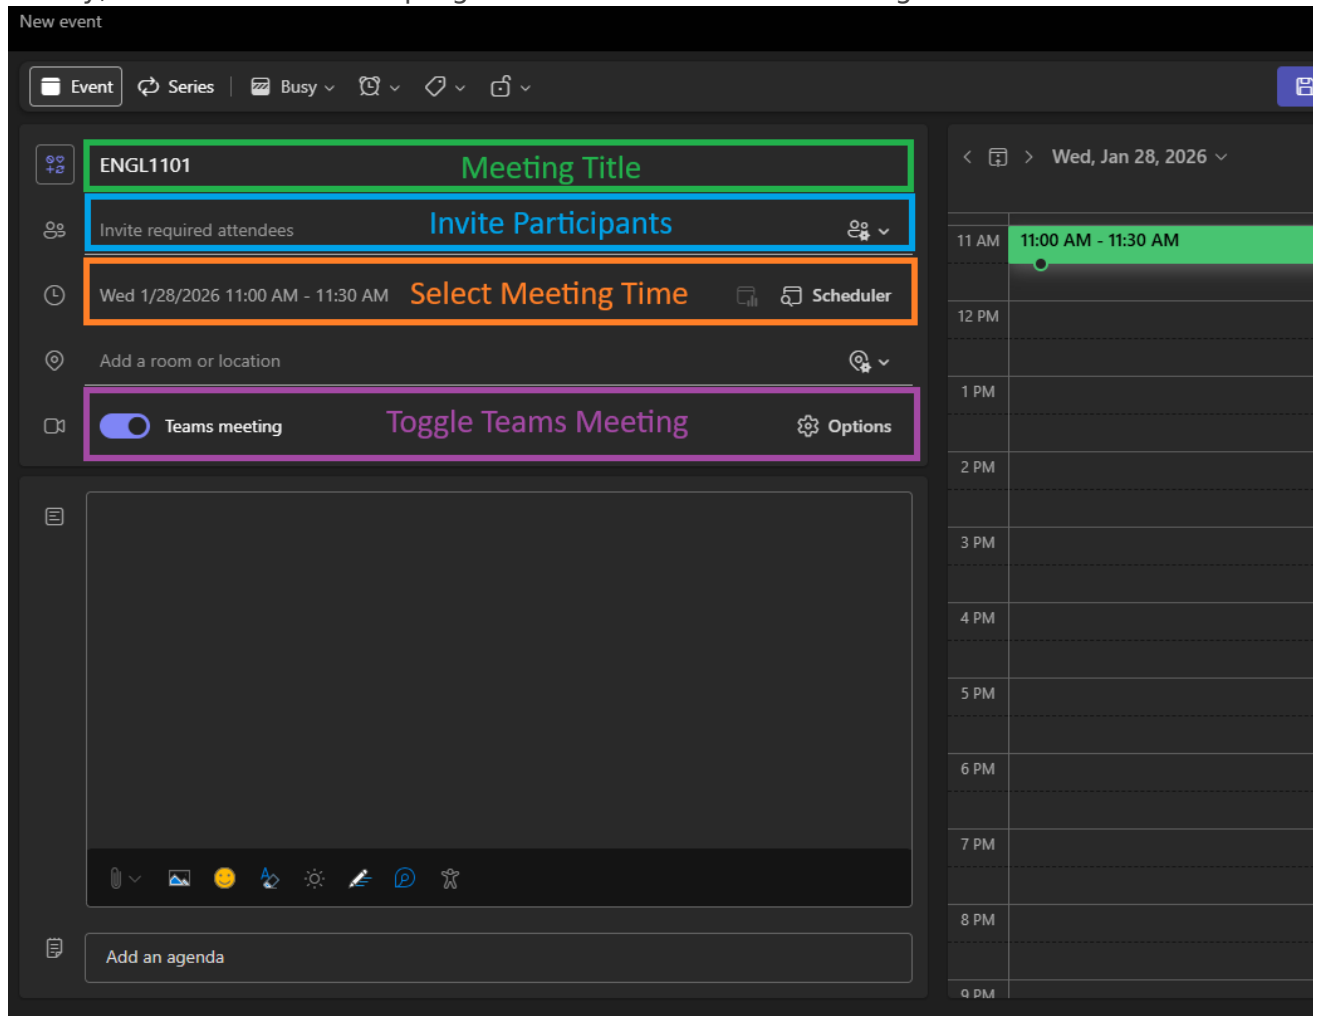 New event
Event Series Busy
ENGL1101 Meeting Title
Invite required attendees Invite Participants
Wed 1/28/2026 11:00 AM - 11:30 AM Select Meeting Time Scheduler
Add a room or location
Teams meeting Toggle Teams Meeting Options
Add an agenda
Wed, Jan 28, 2026
11 AM 11:00 AM - 11:30 AM
12 PM
1 PM
2 PM
3 PM
4 PM
5 PM
6 PM
7 PM
8 PM
9 PM